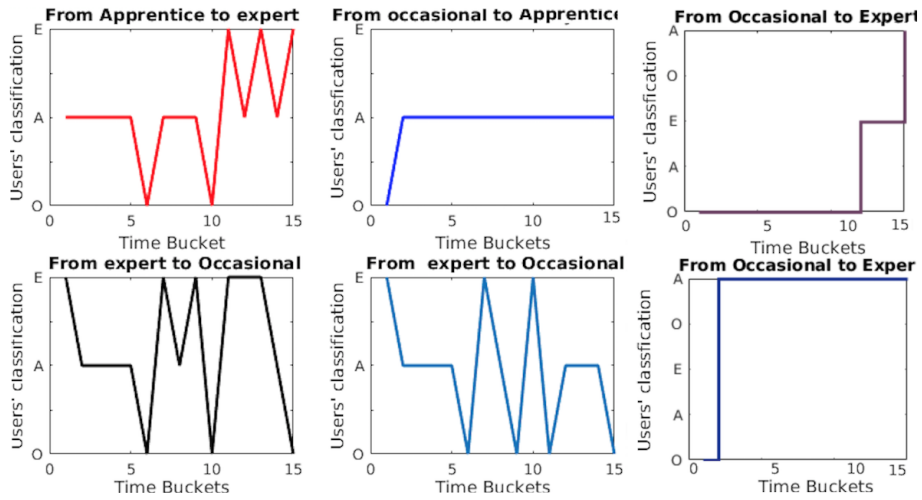 From Apprentice to expert
E
A
O
Users' classification
0 5 10 15
Time Bucket
From occasional to Apprentice
E
A
O
Users' classification
0 5 10 15
Time Buckets
From Occasional to Expert
A
O
E
A
O
Users' classfication
0 5 10 15
Time Buckets
From expert to Occasional
E
A
O
Users' classification
0 5 10 15
Time Buckets
From expert to Occasional
E
A
O
Users' classification
0 5 10 15
Time Buckets
From Occasional to Exper
A
O
E
A
O
Users' classfication
0 5 10 15
Time Buckets